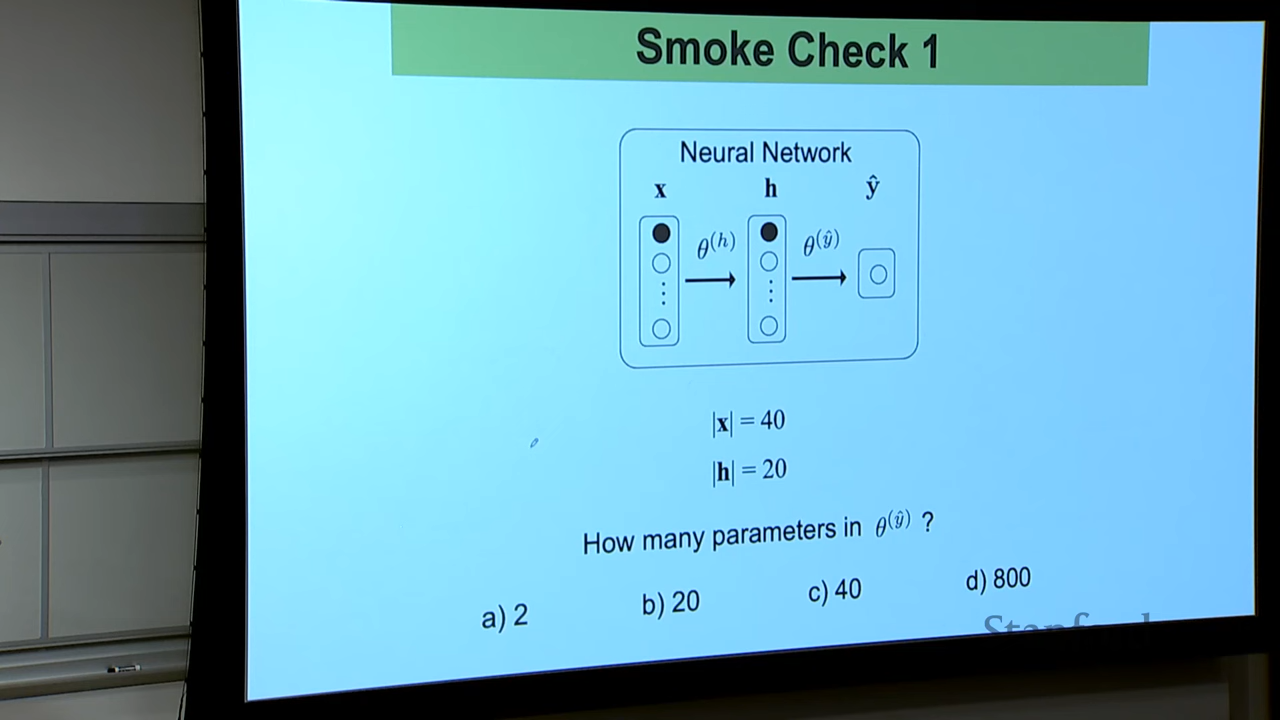 Smoke Check 1
Neural Network
x h ŷ
θ(h) θ(ŷ)
|x| = 40
|h| = 20
How many parameters in θ(ŷ) ?
a) 2 b) 20 c) 40 d) 800